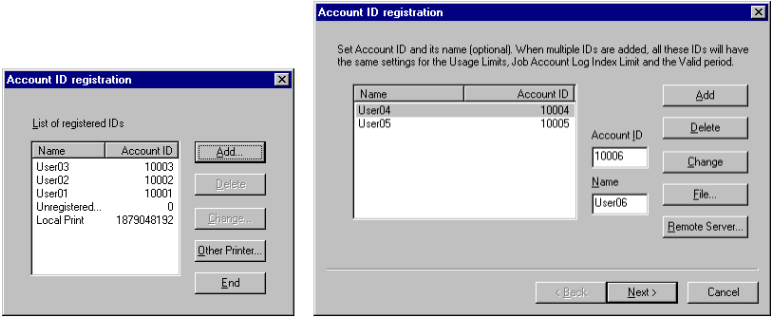 Account ID registration
List of registered IDs
Name Account ID
User03 10003
User02 10002
User01 10001
Unregistered... 0
Local Print 1879048192
Add...
Delete
Change...
Other Printer...
End
Account ID registration
Set Account ID and its name (optional). When multiple IDs are added, all these IDs will have
the same settings for the Usage Limits, Job Account Log Index Limit and the Valid period.
Name Account ID
User04 10004
User05 10005
Account ID
10006
Name
User06
Add
Delete
Change
File...
Remote Server...
< Back Next > Cancel